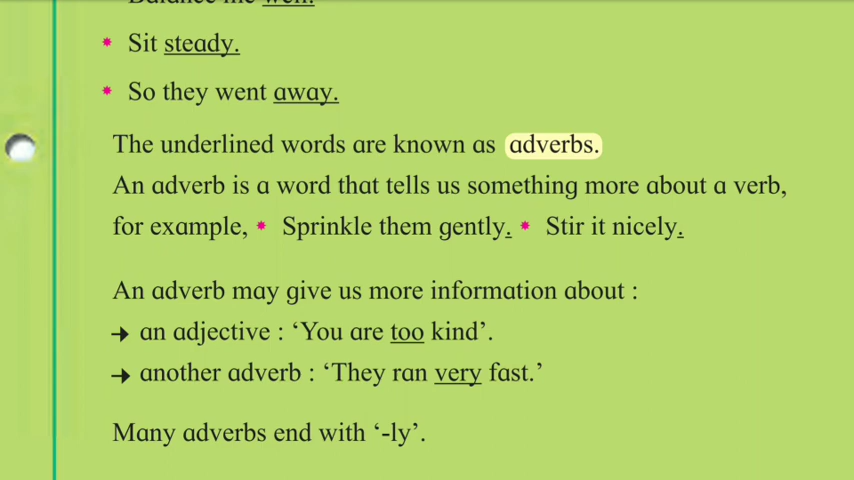 Balance me well.
* Sit steady.
* So they went away.
The underlined words are known as adverbs.
An adverb is a word that tells us something more about a verb,
for example, * Sprinkle them gently. * Stir it nicely.
An adverb may give us more information about :
→ an adjective : ‘You are too kind’.
→ another adverb : ‘They ran very fast.’
Many adverbs end with ‘-ly’.